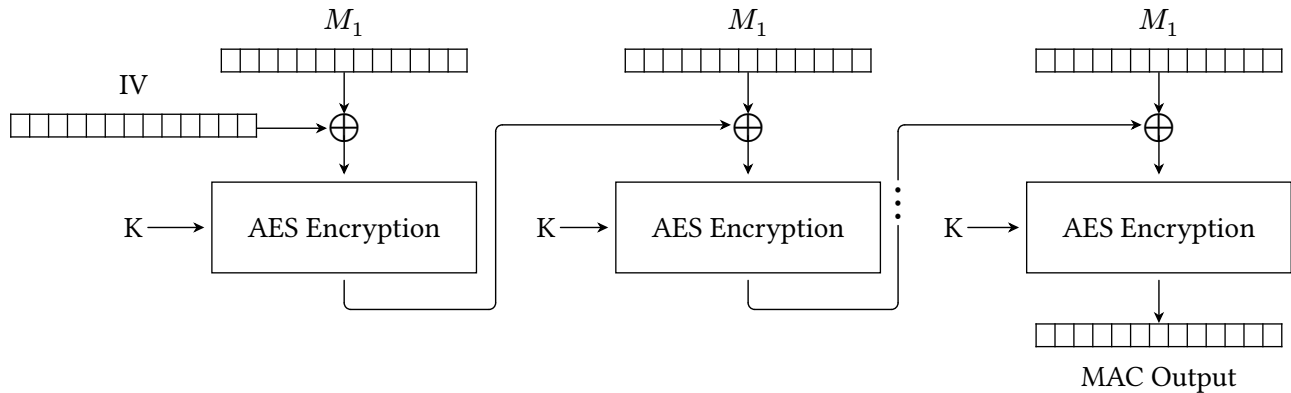 M₁ M₁ M₁
IV
K AES Encryption K AES Encryption K AES Encryption
MAC Output